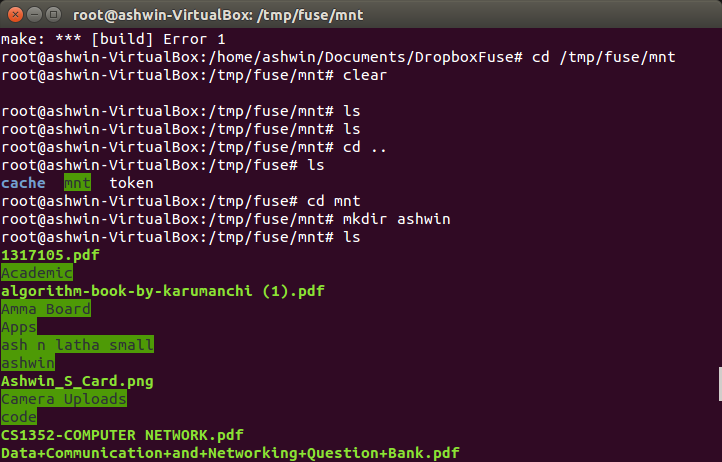 root@ashwin-VirtualBox: /tmp/fuse/mnt
make: *** [build] Error 1
root@ashwin-VirtualBox:/home/ashwin/Documents/DropboxFuse# cd /tmp/fuse/mnt
root@ashwin-VirtualBox:/tmp/fuse/mnt# clear
root@ashwin-VirtualBox:/tmp/fuse/mnt# ls
root@ashwin-VirtualBox:/tmp/fuse/mnt# ls
root@ashwin-VirtualBox:/tmp/fuse/mnt# cd ..
root@ashwin-VirtualBox:/tmp/fuse# ls
cache  mnt  token
root@ashwin-VirtualBox:/tmp/fuse# cd mnt
root@ashwin-VirtualBox:/tmp/fuse/mnt# mkdir ashwin
root@ashwin-VirtualBox:/tmp/fuse/mnt# ls
1317105.pdf
Academic
algorithm-book-by-karumanchi (1).pdf
Amma Board
Apps
ash n latha small
ashwin
Ashwin_S_Card.png
Camera Uploads
code
CS1352-COMPUTER NETWORK.pdf
Data+Communication+and+Networking+Question+Bank.pdf